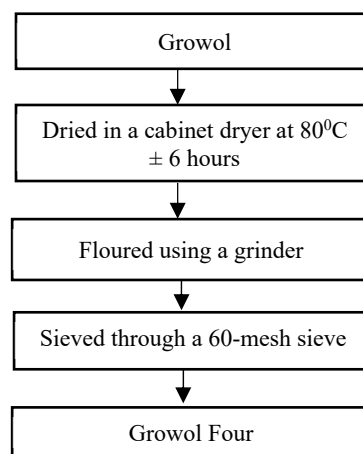 Growol
Dried in a cabinet dryer at 80⁰C
± 6 hours
Floured using a grinder
Sieved through a 60-mesh sieve
Growol Four